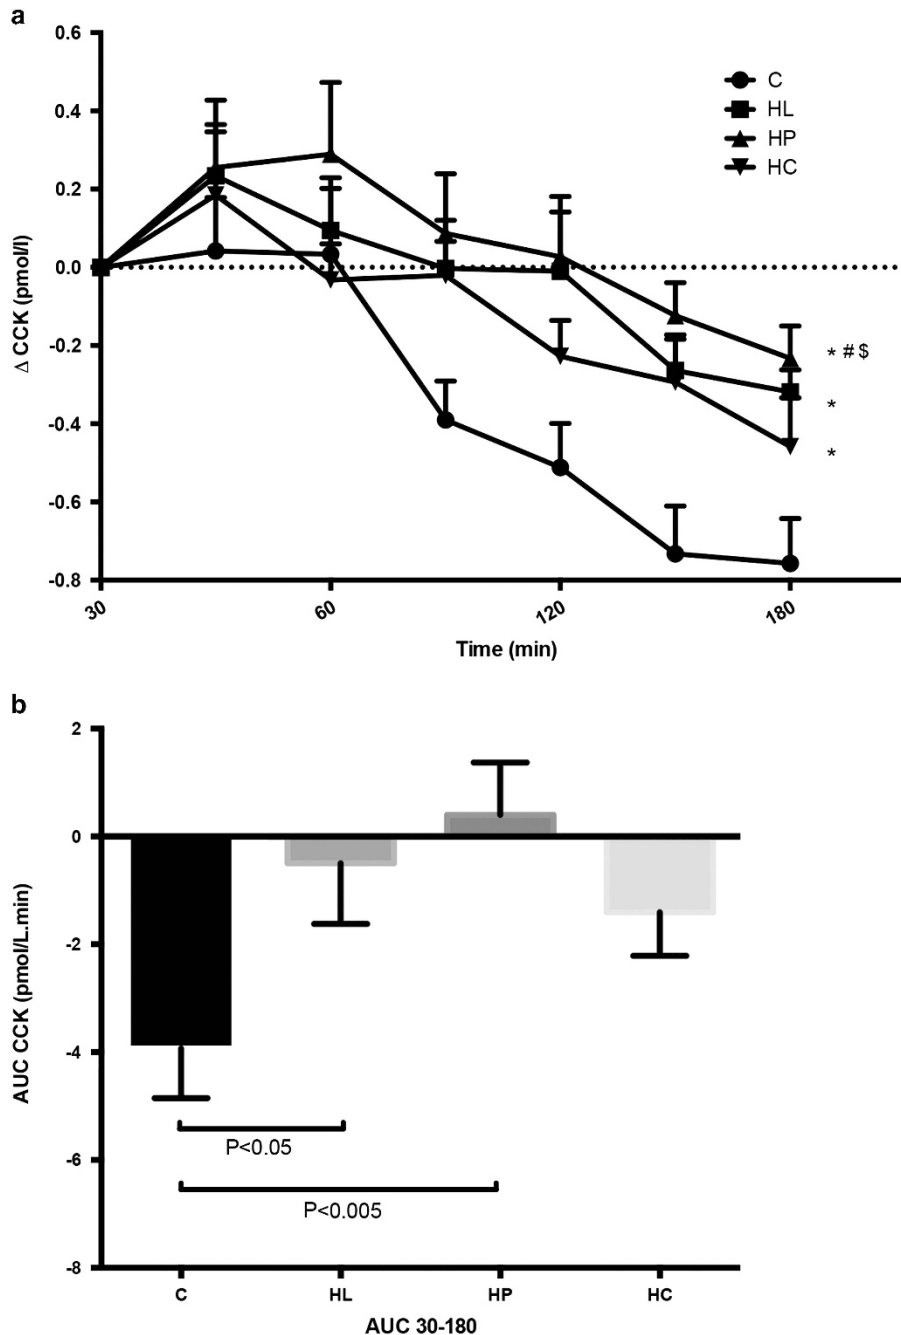 a
0.6
0.4
0.2
0.0
-0.2
-0.4
-0.6
-0.8
Δ CCK (pmol/l)
C
HL
HP
HC
* # $
*
*
30
60
120
180
Time (min)
b
2
0
-2
-4
-6
-8
AUC CCK (pmol/L.min)
P<0.05
P<0.005
C HL HP HC
AUC 30-180